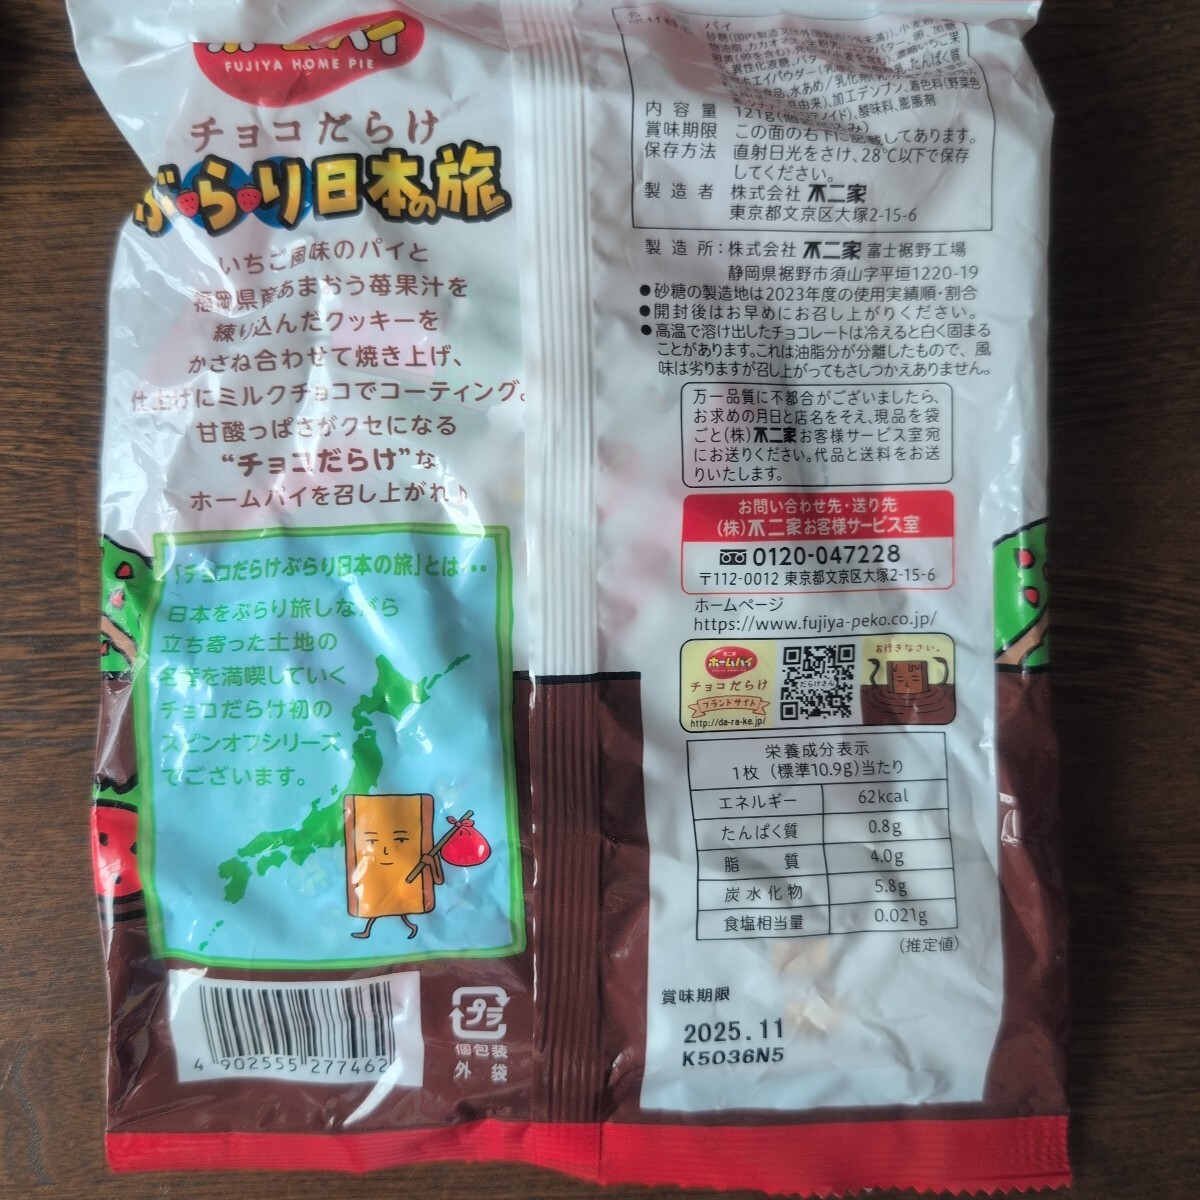 ホームパイ
FUJIYA HOME PIE
チョコだらけ
ぶらり日本の旅
いちご風味のパイと
福岡県産あまおう苺果汁を
練り込んだクッキーを
かさね合わせて焼き上げ、
仕上げにミルクチョコでコーティング。
甘酸っぱさがクセになる
“チョコだらけ”な
ホームパイを召し上がれ♪
「チョコだらけぶらり日本の旅」とは・・・
日本をぶらり旅しながら
立ち寄った土地の
名産を満喫していく
チョコだらけ初の
スピンオフシリーズ
でございます。
4 902555 277462
プラ
個包装
外袋
パイ
内容量 121g
賞味期限 この面の右下に記載してあります。
保存方法 直射日光をさけ、28℃以下で保存
してください。
製造者 株式会社 不二家
東京都文京区大塚2-15-6
製造所:株式会社 不二家 富士裾野工場
静岡県裾野市須山字平垣1220-19
●砂糖の製造地は2023年度の使用実績順・割合
●開封後はお早めにお召し上がりください。
●高温で溶け出したチョコレートは冷えると白く固まる
ことがあります。これは油脂分が分離したもので、風
味は劣りますが召し上がってもさしつかえありません。
万一品質に不都合がございましたら、
お求めの月日と店名をそえ、現品を袋
ごと(株)不二家お客様サービス室宛
にお送りください。代品と送料をお送
りいたします。
お問い合わせ先・送り先
(株)不二家お客様サービス室
0120-047228
〒112-0012 東京都文京区大塚2-15-6
ホームページ
https://www.fujiya-peko.co.jp/
不二家
ホームパイ
チョコだらけ
ブランドサイト
http://da-ra-ke.jp/
だらけさん
お行きなさい。
栄養成分表示
1枚(標準10.9g)当たり
エネルギー 62kcal
たんぱく質 0.8g
脂質 4.0g
炭水化物 5.8g
食塩相当量 0.021g
(推定値)
賞味期限
2025.11
K5036N5